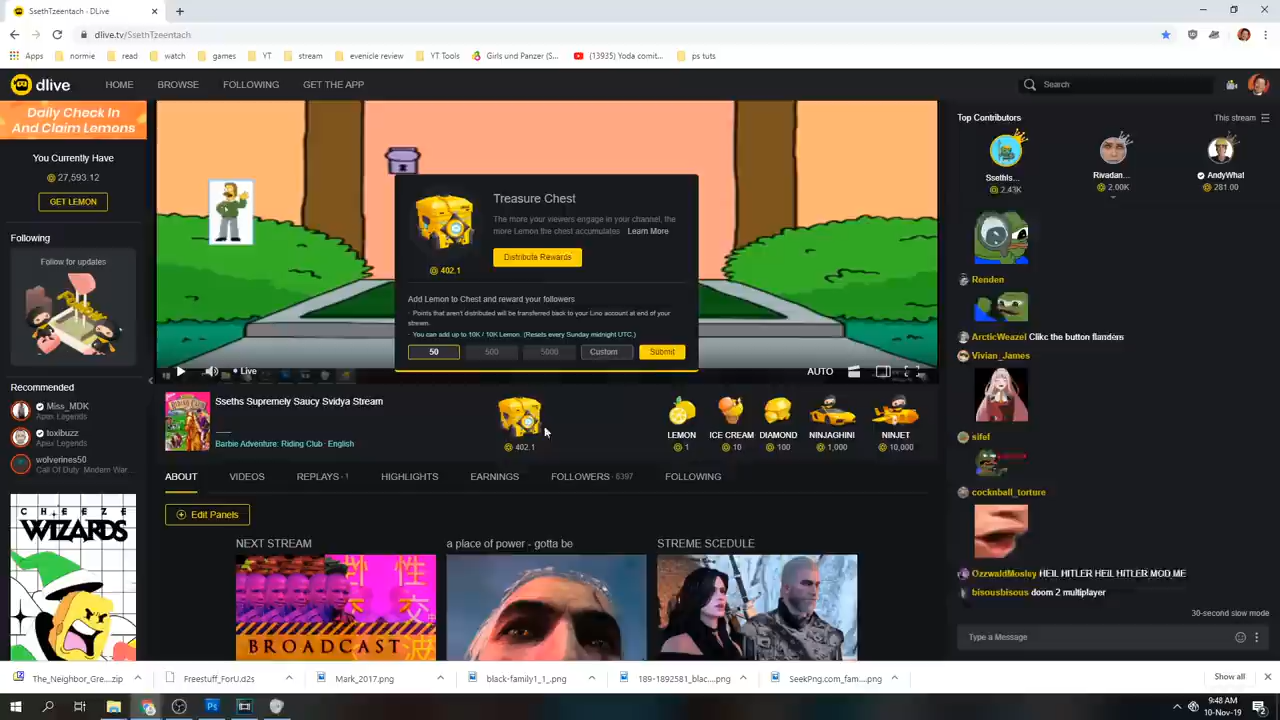 SsethTzeentach - DLive
dlive.tv/SsethTzeentach
Apps normie read watch games YT stream evenicle review YT Tools Girls und Panzer (S... (13935) Yoda comit... ps tuts
dlive HOME BROWSE FOLLOWING GET THE APP Search
Daily Check In
And Claim Lemons
You Currently Have
27,593.12
GET LEMON
Following
Follow for updates
Recommended
Miss_MDK
Apex Legends
toxibuzz
Apex Legends
wolverines50
Call Of Duty: Modern War...
CHEEZE
WIZARDS
Treasure Chest
The more your viewers engage in your channel, the
more Lemon the chest accumulates Learn More
402.1
Distribute Rewards
Add Lemon to Chest and reward your followers
· Points that aren't distributed will be transferred back to your Lino account at end of your
stream.
· You can add up to 10K / 10K Lemon. (Resets every Sunday midnight UTC.)
50 500 5000 Custom Submit
Live AUTO
Sseths Supremely Saucy Svidya Stream
Barbie Adventure: Riding Club · English
402.1
LEMON ICE CREAM DIAMOND NINJAGHINI NINJET
1 10 100 1,000 10,000
ABOUT VIDEOS REPLAYS · 1 HIGHLIGHTS EARNINGS FOLLOWERS · 6397 FOLLOWING
Edit Panels
NEXT STREAM a place of power - gotta be STREME SCEDULE
BROADCAST
Top Contributors This stream
SsethIs... Rivadan... AndyWhat
2.43K 2.00K 281.00
Renden
ArcticWeazel Clikc the button flanders
Vivian_James
sifef
cocknball_torture
OzzwaldMosley HEIL HITLER HEIL HITLER MOD ME
bisousbisous doom 2 multiplayer
30-second slow mode
Type a Message
The_Neighbor_Gre....zip Freestuff_ForU.d2s Mark_2017.png black-family1_1_.png 189-1892581_blac....png SeekPng.com_fam....png Show all
9:48 AM
10-Nov-19
2